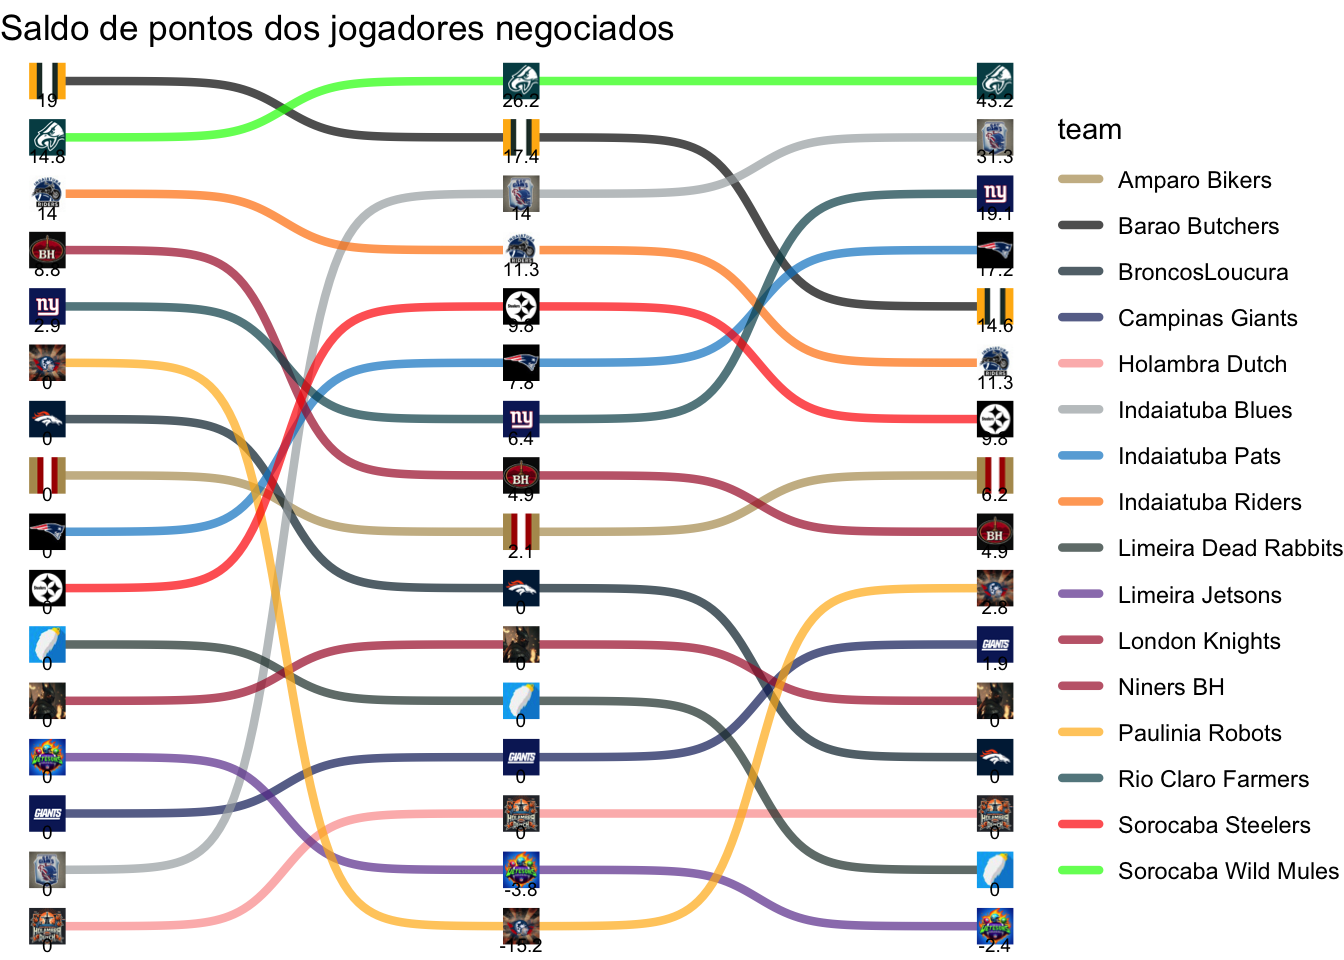 Saldo de pontos dos jogadores negociados
19
14.8
14
8.8
2.9
0
0
0
0
0
0
0
0
0
0
0
26.2
17.4
14
11.3
9.8
7.8
6.4
4.9
2.1
0
0
0
0
0
-3.8
-15.2
43.2
31.3
19.1
17.2
14.6
11.3
9.8
6.2
4.9
2.8
1.9
0
0
0
0
-2.4
team
Amparo Bikers
Barao Butchers
BroncosLoucura
Campinas Giants
Holambra Dutch
Indaiatuba Blues
Indaiatuba Pats
Indaiatuba Riders
Limeira Dead Rabbits
Limeira Jetsons
London Knights
Niners BH
Paulinia Robots
Rio Claro Farmers
Sorocaba Steelers
Sorocaba Wild Mules